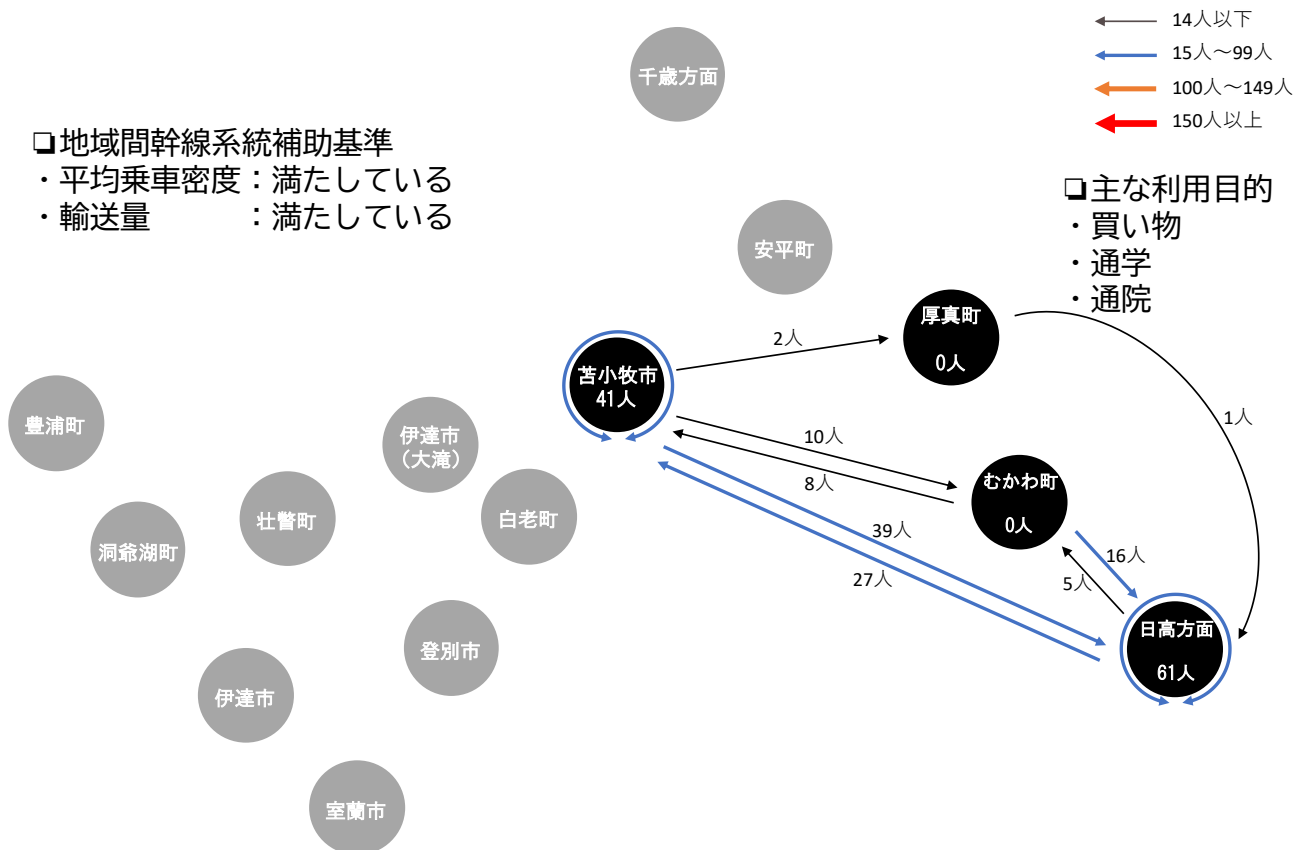 14人以下
15人～99人
100人～149人
150人以上
千歳方面
❏地域間幹線系統補助基準
・平均乗車密度：満たしている
・輸送量　　　：満たしている
❏主な利用目的
・買い物
・通学
・通院
安平町
厚真町
0人
2人
苫小牧市
41人
1人
豊浦町
伊達市
（大滝）
10人
8人
むかわ町
0人
壮瞥町
白老町
洞爺湖町
39人
27人
16人
5人
日高方面
61人
登別市
伊達市
室蘭市